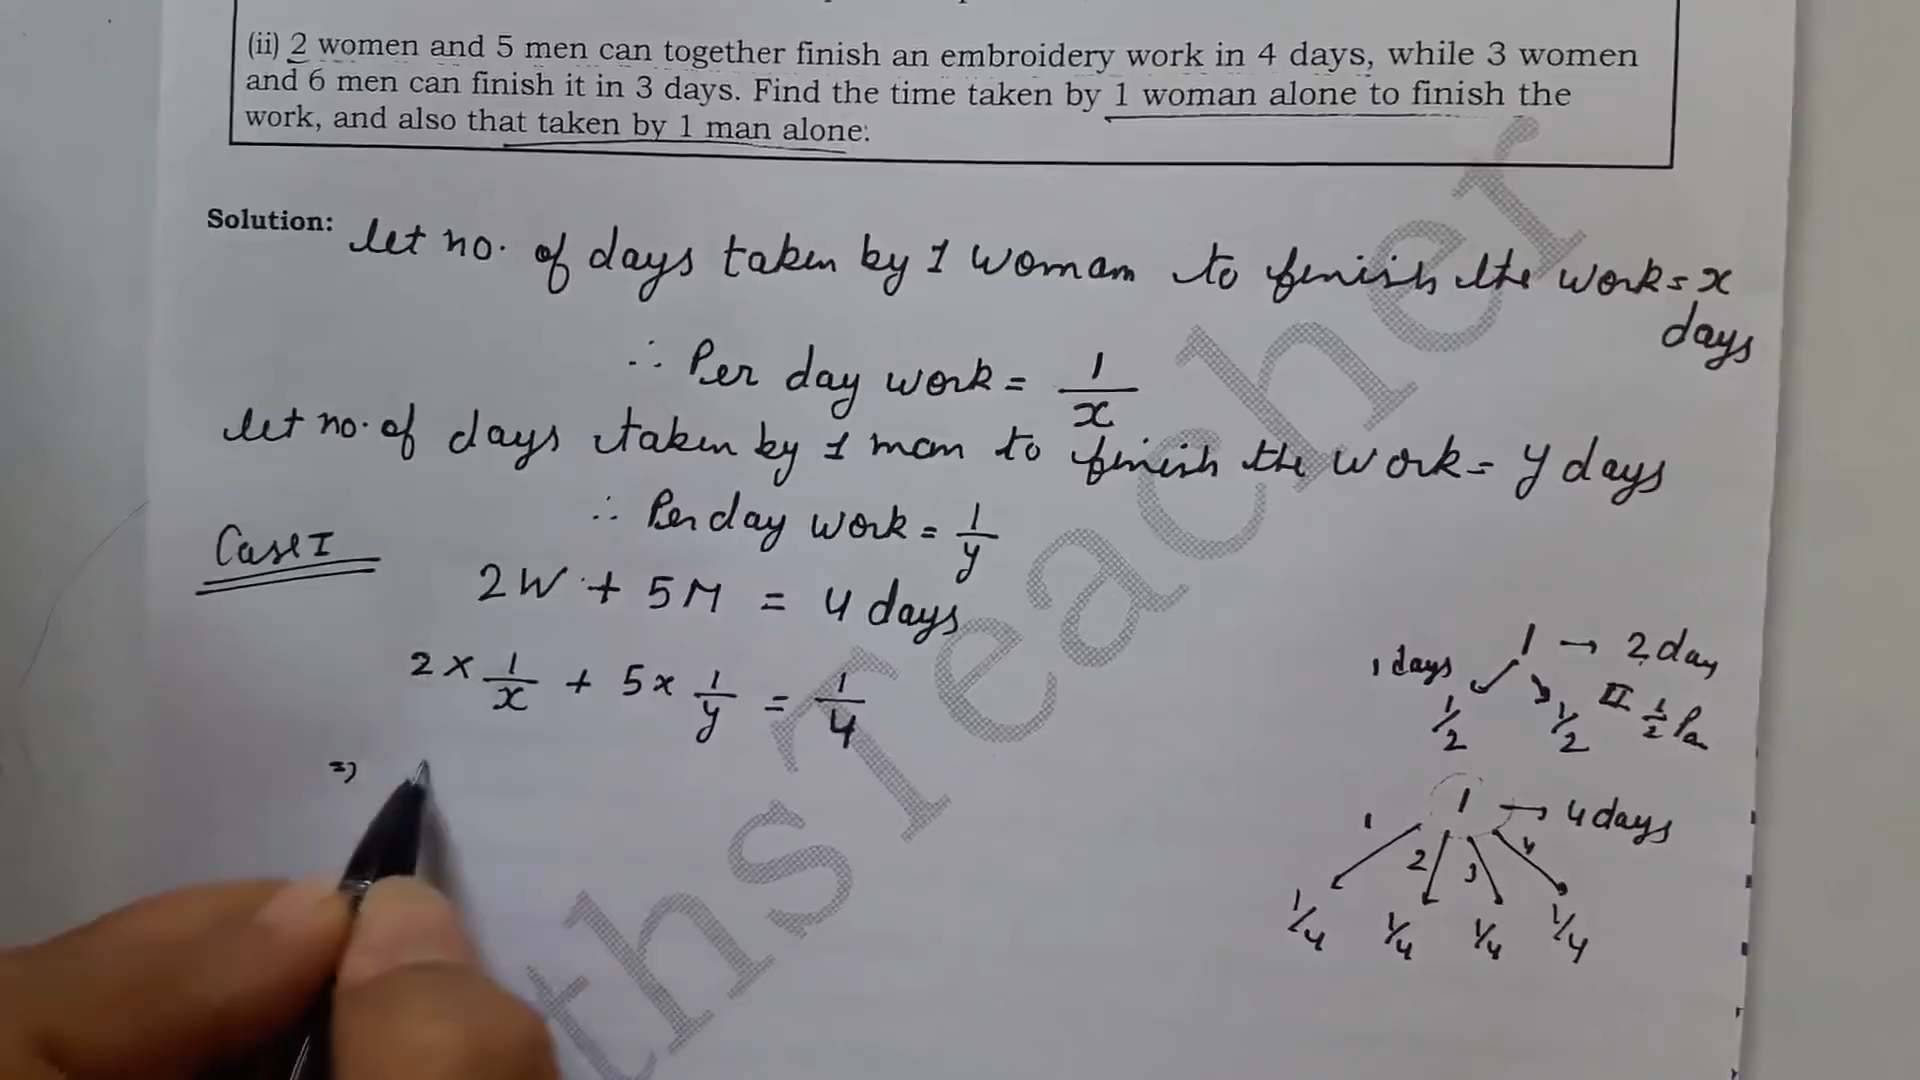 (ii) 2 women and 5 men can together finish an embroidery work in 4 days, while 3 women
and 6 men can finish it in 3 days. Find the time taken by 1 woman alone to finish the
work, and also that taken by 1 man alone.
Solution: let no. of days taken by 1 woman to finish the work = x
days
∴ Per day work = 1/x
let no. of days taken by 1 man to finish the work = y days
∴ Per day work = 1/y
Case I
2W + 5M = 4 days
2 × 1/x + 5 × 1/y = 1/4
⇒
1 → 2 day
1 days
1/2 1/2 II 1/2
1 → 4 days
1 2 3 4
1/4 1/4 1/4 1/4
thsTeacher